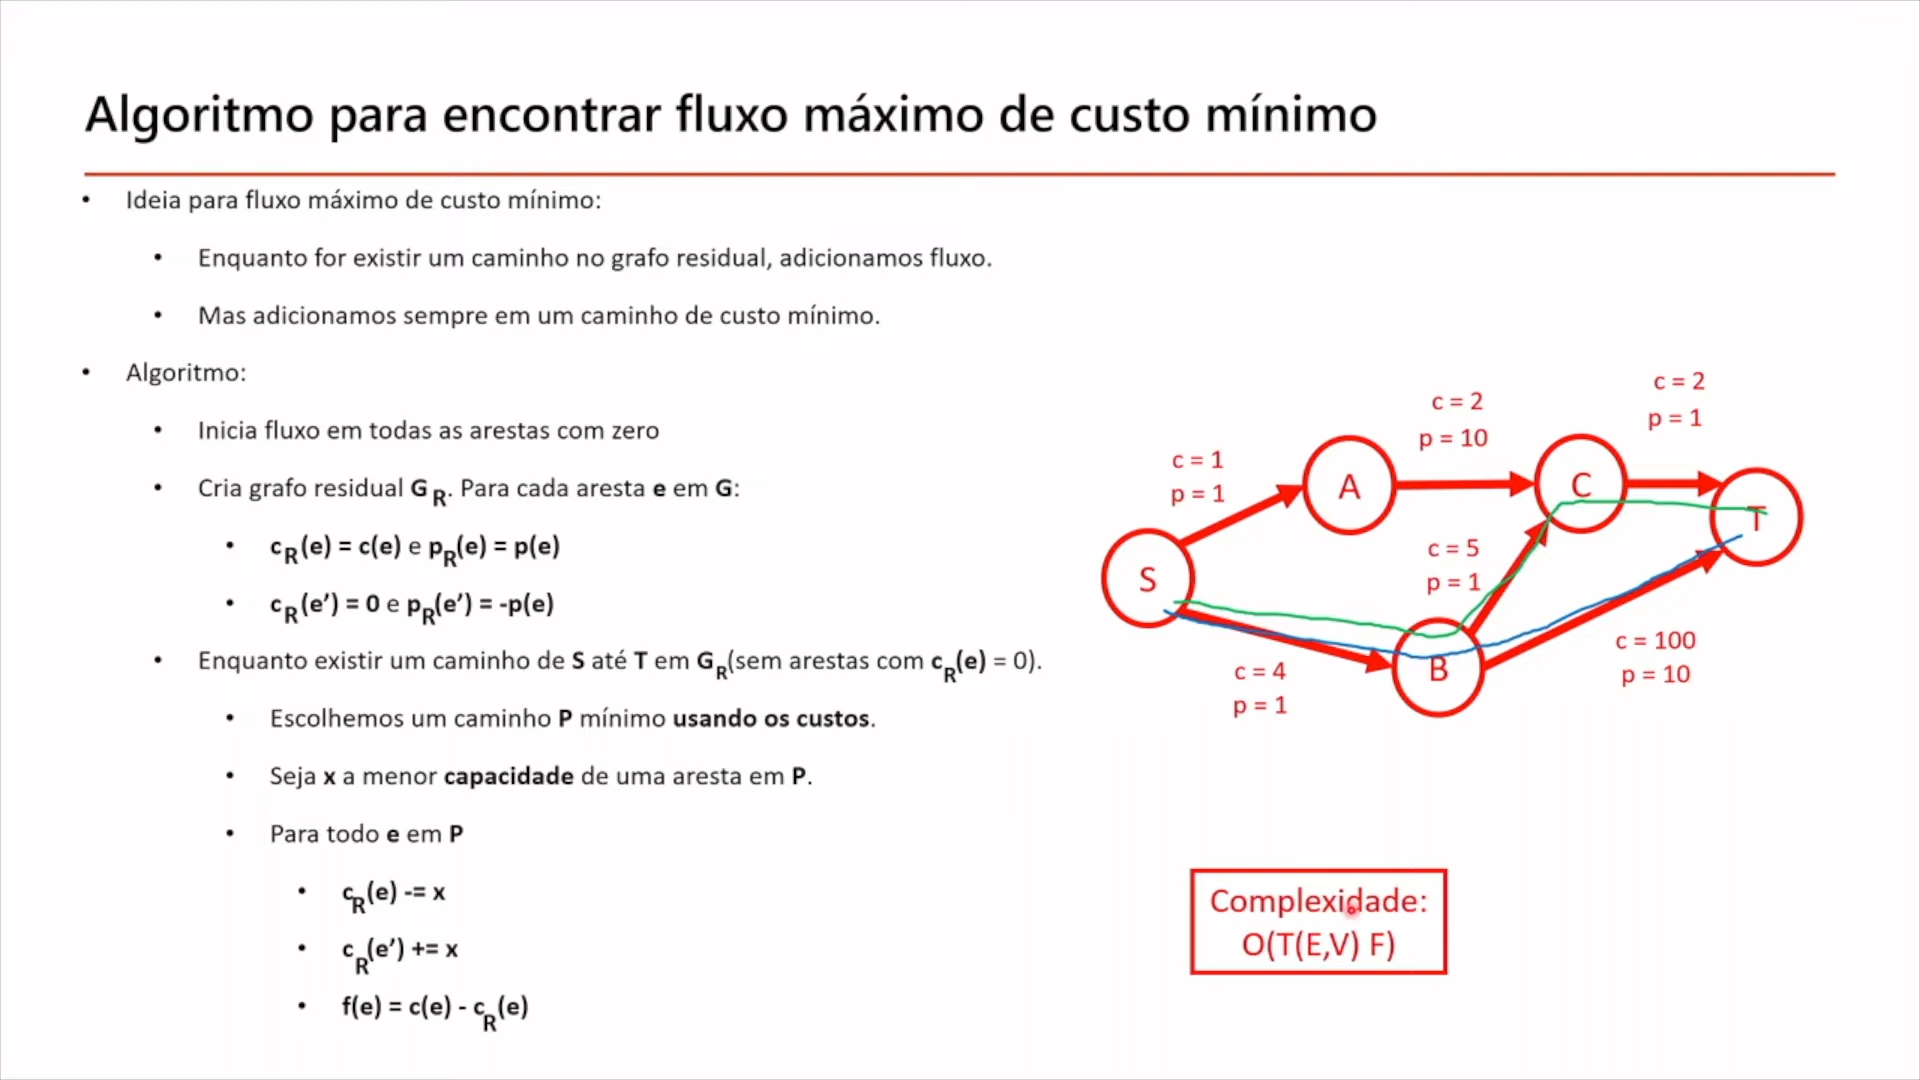 Algoritmo para encontrar fluxo máximo de custo mínimo
• Ideia para fluxo máximo de custo mínimo:
• Enquanto for existir um caminho no grafo residual, adicionamos fluxo.
• Mas adicionamos sempre em um caminho de custo mínimo.
• Algoritmo:
• Inicia fluxo em todas as arestas com zero
• Cria grafo residual G R. Para cada aresta e em G:
• cR(e) = c(e) e pR(e) = p(e)
• cR(e’) = 0 e pR(e’) = -p(e)
• Enquanto existir um caminho de S até T em GR(sem arestas com cR(e) = 0).
• Escolhemos um caminho P mínimo usando os custos.
• Seja x a menor capacidade de uma aresta em P.
• Para todo e em P
• cR(e) -= x
• cR(e’) += x
• f(e) = c(e) - cR(e)
c = 2
p = 1
c = 2
p = 10
c = 1
p = 1
A
C
T
c = 5
p = 1
S
B
c = 100
p = 10
c = 4
p = 1
Complexidade:
O(T(E,V) F)